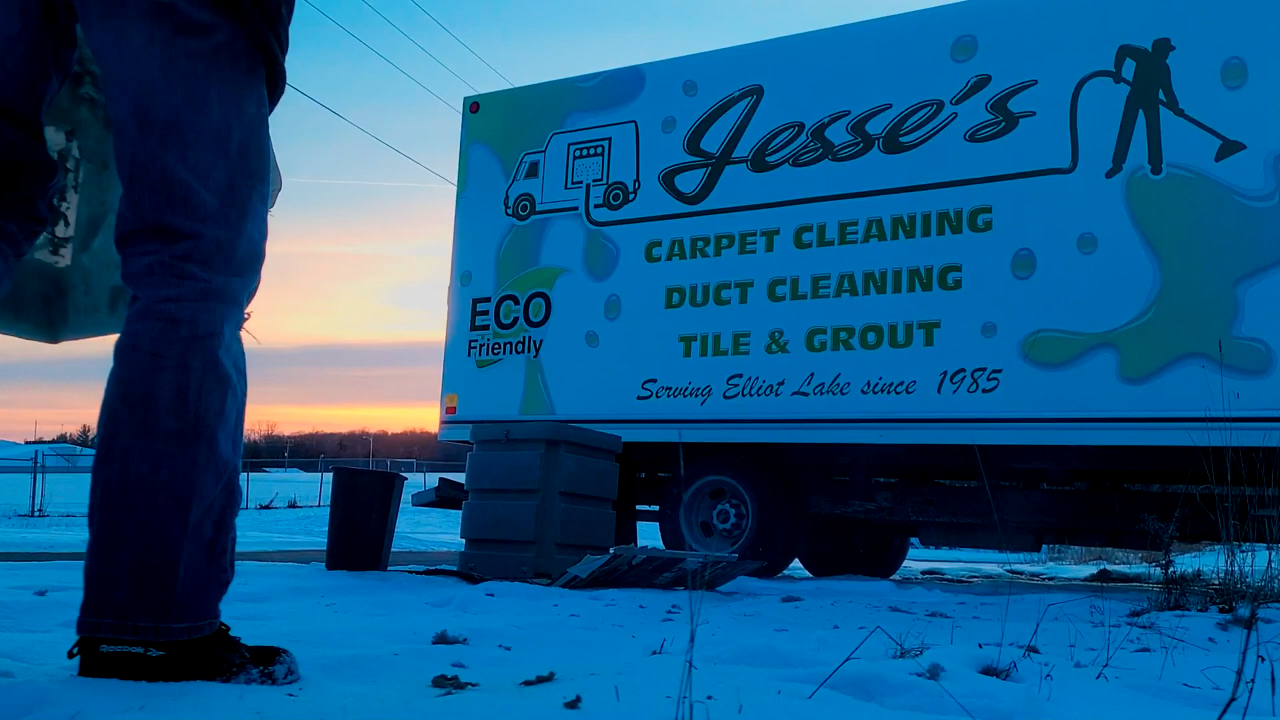 Jesse's
CARPET CLEANING
DUCT CLEANING
TILE & GROUT
Serving Elliot Lake since 1985
ECO
Friendly
Reebok